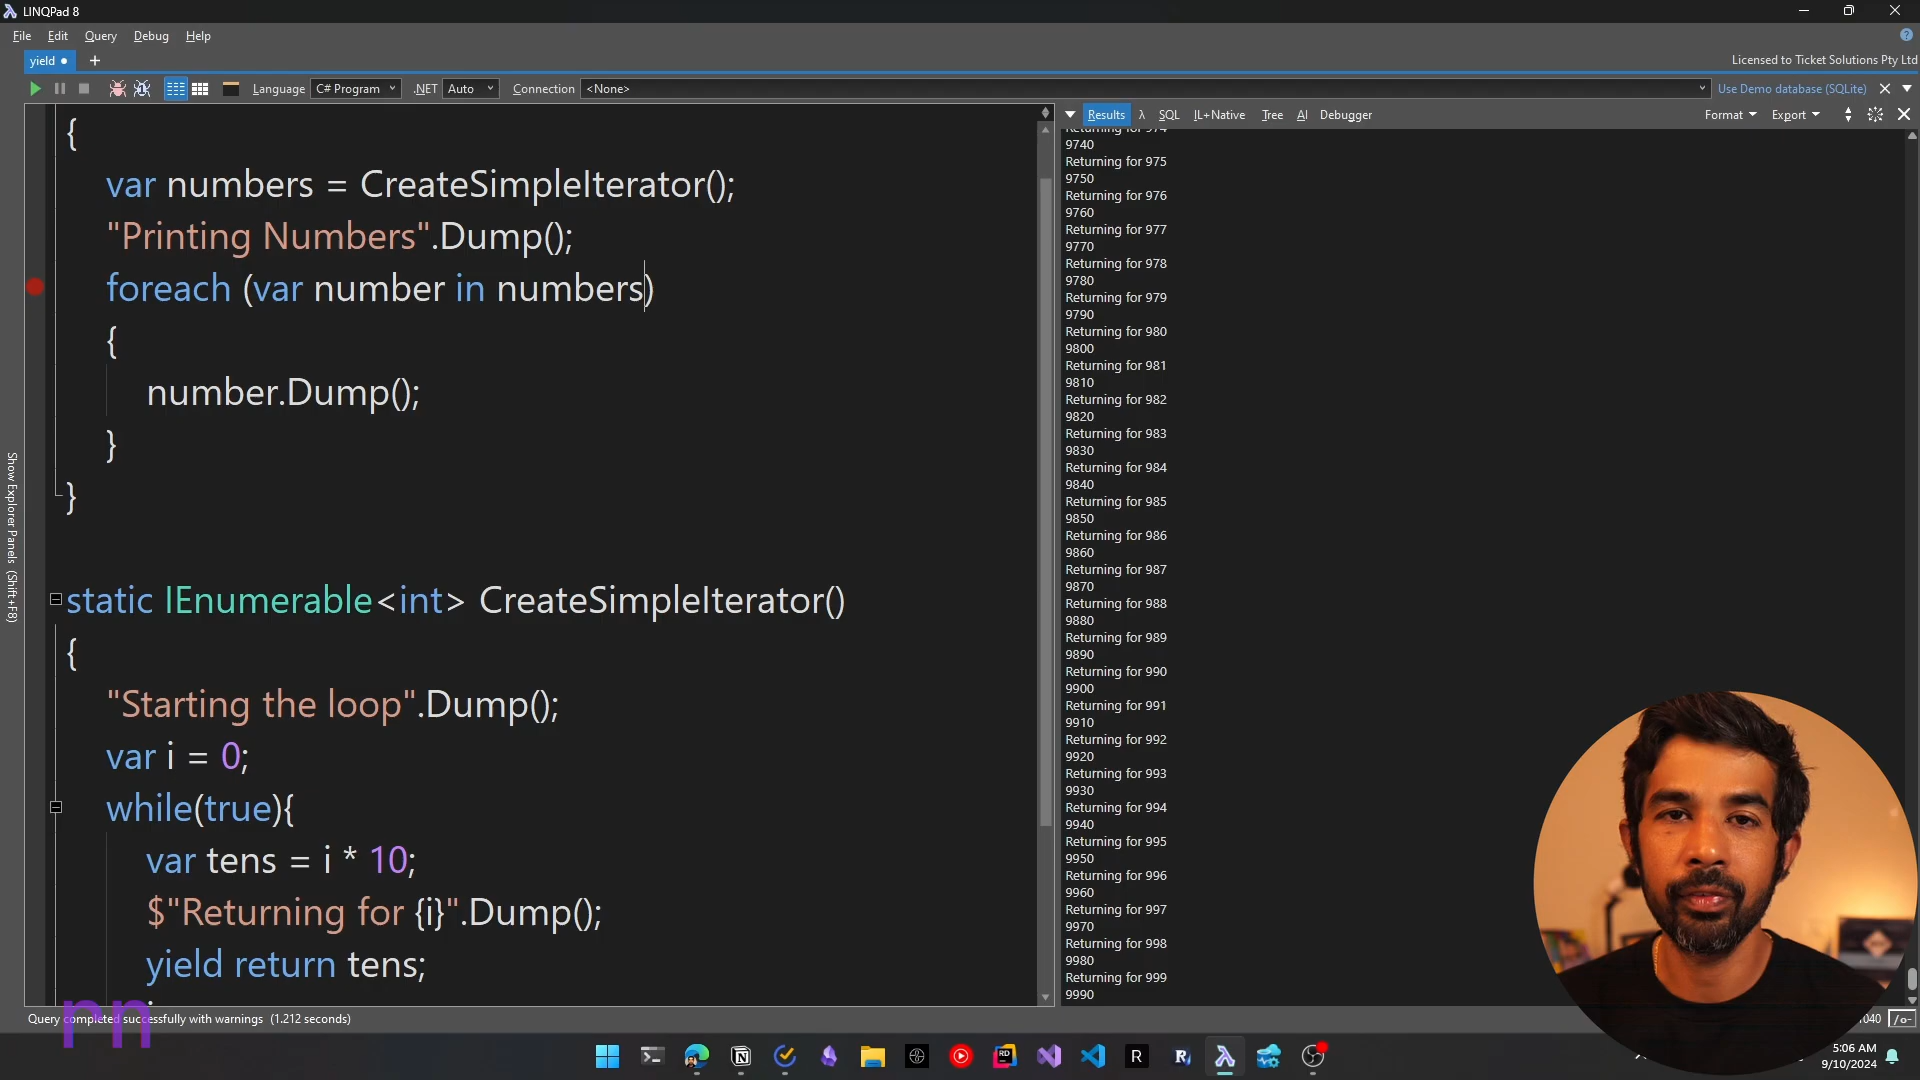 LINQPad 8
File Edit Query Debug Help
yield
Licensed to Ticket Solutions Pty Ltd
Language C# Program .NET Auto Connection <None> Use Demo database (SQLite)
Results λ SQL IL+Native Tree AI Debugger Format Export
Show Explorer Panels (Shift+F8)
{
var numbers = CreateSimpleIterator();
"Printing Numbers".Dump();
foreach (var number in numbers)
{
number.Dump();
}
}
static IEnumerable<int> CreateSimpleIterator()
{
"Starting the loop".Dump();
var i = 0;
while(true){
var tens = i * 10;
$"Returning for {i}".Dump();
yield return tens;
Returning for 974
9740
Returning for 975
9750
Returning for 976
9760
Returning for 977
9770
Returning for 978
9780
Returning for 979
9790
Returning for 980
9800
Returning for 981
9810
Returning for 982
9820
Returning for 983
9830
Returning for 984
9840
Returning for 985
9850
Returning for 986
9860
Returning for 987
9870
Returning for 988
9880
Returning for 989
9890
Returning for 990
9900
Returning for 991
9910
Returning for 992
9920
Returning for 993
9930
Returning for 994
9940
Returning for 995
9950
Returning for 996
9960
Returning for 997
9970
Returning for 998
9980
Returning for 999
9990
Query completed successfully with warnings (1.212 seconds)
/o-
rn
5:06 AM
9/10/2024